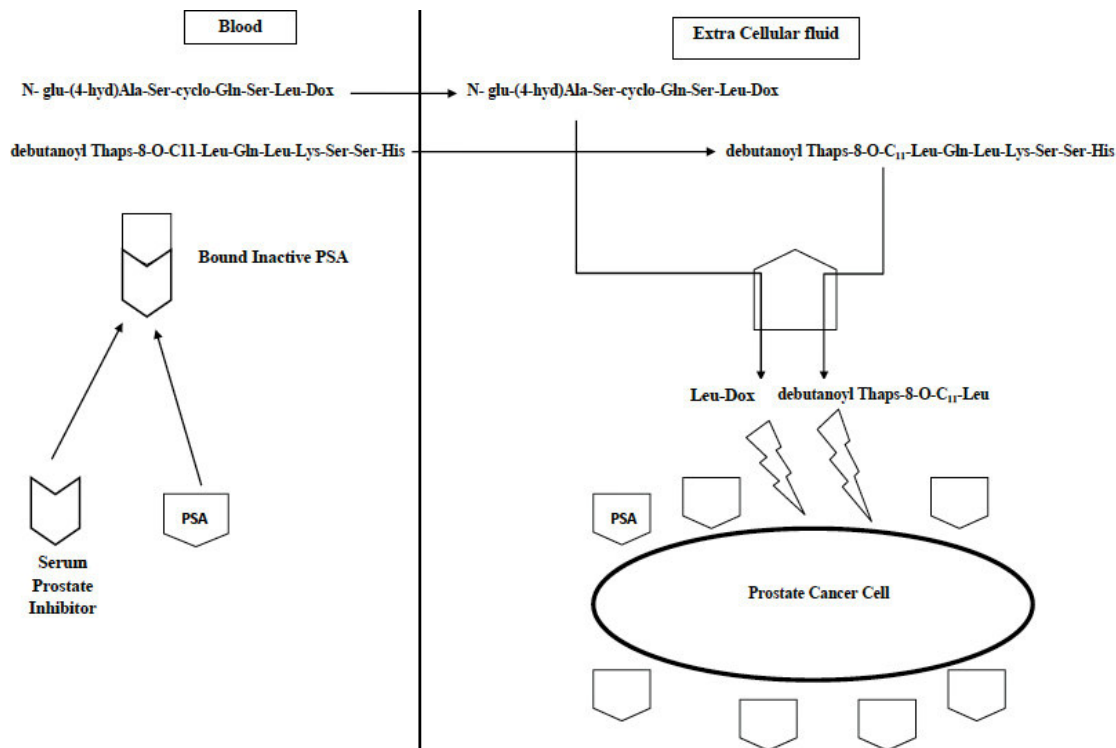 Blood
Extra Cellular fluid
N- glu-(4-hyd)Ala-Ser-cyclo-Gln-Ser-Leu-Dox
N- glu-(4-hyd)Ala-Ser-cyclo-Gln-Ser-Leu-Dox
debutanoyl Thaps-8-O-C11-Leu-Gln-Leu-Lys-Ser-Ser-His
debutanoyl Thaps-8-O-C₁₁-Leu-Gln-Leu-Lys-Ser-Ser-His
Bound Inactive PSA
Leu-Dox
debutanoyl Thaps-8-O-C₁₁-Leu
PSA
PSA
Serum
Prostate
Inhibitor
Prostate Cancer Cell